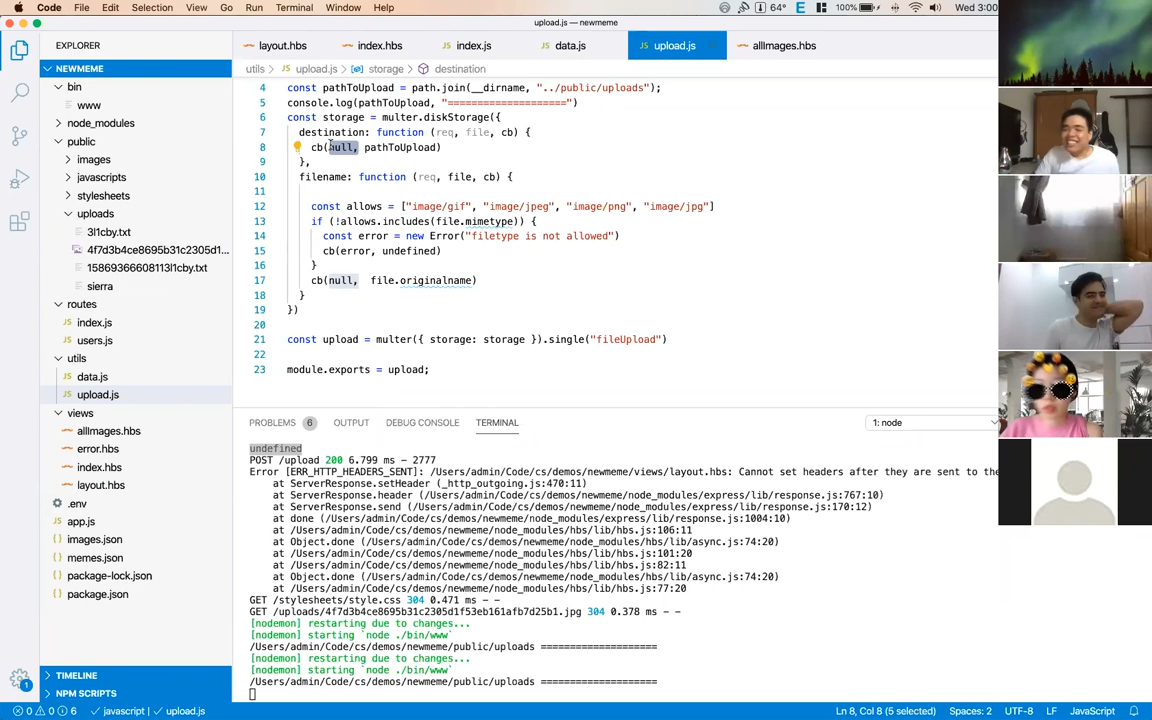 Code File Edit Selection View Go Run Terminal Window Help 64° 100% Wed 3:00
upload.js — newmeme
EXPLORER
layout.hbs index.hbs index.js data.js upload.js allImages.hbs
NEWMEME
utils › upload.js › storage › destination
bin
www
node_modules
public
images
javascripts
stylesheets
uploads
3l1cby.txt
4f7d3b4ce8695b31c2305d1...
15869366608113l1cby.txt
sierra
routes
index.js
users.js
utils
data.js
upload.js
views
allImages.hbs
error.hbs
index.hbs
layout.hbs
.env
app.js
images.json
memes.json
package-lock.json
package.json
TIMELINE
NPM SCRIPTS
4 const pathToUpload = path.join(__dirname, "../public/uploads");
5 console.log(pathToUpload, "====================")
6 const storage = multer.diskStorage({
7 destination: function (req, file, cb) {
8 cb(null, pathToUpload)
9 },
10 filename: function (req, file, cb) {
11
12 const allows = ["image/gif", "image/jpeg", "image/png", "image/jpg"]
13 if (!allows.includes(file.mimetype)) {
14 const error = new Error("filetype is not allowed")
15 cb(error, undefined)
16 }
17 cb(null, file.originalname)
18 }
19 })
20
21 const upload = multer({ storage: storage }).single("fileUpload")
22
23 module.exports = upload;
PROBLEMS 6 OUTPUT DEBUG CONSOLE TERMINAL 1: node
undefined
POST /upload 200 6.799 ms - 2777
Error [ERR_HTTP_HEADERS_SENT]: /Users/admin/Code/cs/demos/newmeme/views/layout.hbs: Cannot set headers after they are sent to the
at ServerResponse.setHeader (_http_outgoing.js:470:11)
at ServerResponse.header (/Users/admin/Code/cs/demos/newmeme/node_modules/express/lib/response.js:767:10)
at ServerResponse.send (/Users/admin/Code/cs/demos/newmeme/node_modules/express/lib/response.js:170:12)
at done (/Users/admin/Code/cs/demos/newmeme/node_modules/express/lib/response.js:1004:10)
at /Users/admin/Code/cs/demos/newmeme/node_modules/hbs/lib/hbs.js:106:11
at Object.done (/Users/admin/Code/cs/demos/newmeme/node_modules/hbs/lib/async.js:74:20)
at /Users/admin/Code/cs/demos/newmeme/node_modules/hbs/lib/hbs.js:101:20
at /Users/admin/Code/cs/demos/newmeme/node_modules/hbs/lib/hbs.js:82:11
at Object.done (/Users/admin/Code/cs/demos/newmeme/node_modules/hbs/lib/async.js:74:20)
at /Users/admin/Code/cs/demos/newmeme/node_modules/hbs/lib/hbs.js:77:20
GET /stylesheets/style.css 304 0.471 ms - -
GET /uploads/4f7d3b4ce8695b31c2305d1f53eb161afb7d25b1.jpg 304 0.378 ms - -
[nodemon] restarting due to changes...
[nodemon] starting `node ./bin/www`
/Users/admin/Code/cs/demos/newmeme/public/uploads ====================
[nodemon] restarting due to changes...
[nodemon] starting `node ./bin/www`
/Users/admin/Code/cs/demos/newmeme/public/uploads ====================
1
0 0 6 javascript | upload.js Ln 8, Col 8 (5 selected) Spaces: 2 UTF-8 LF JavaScript